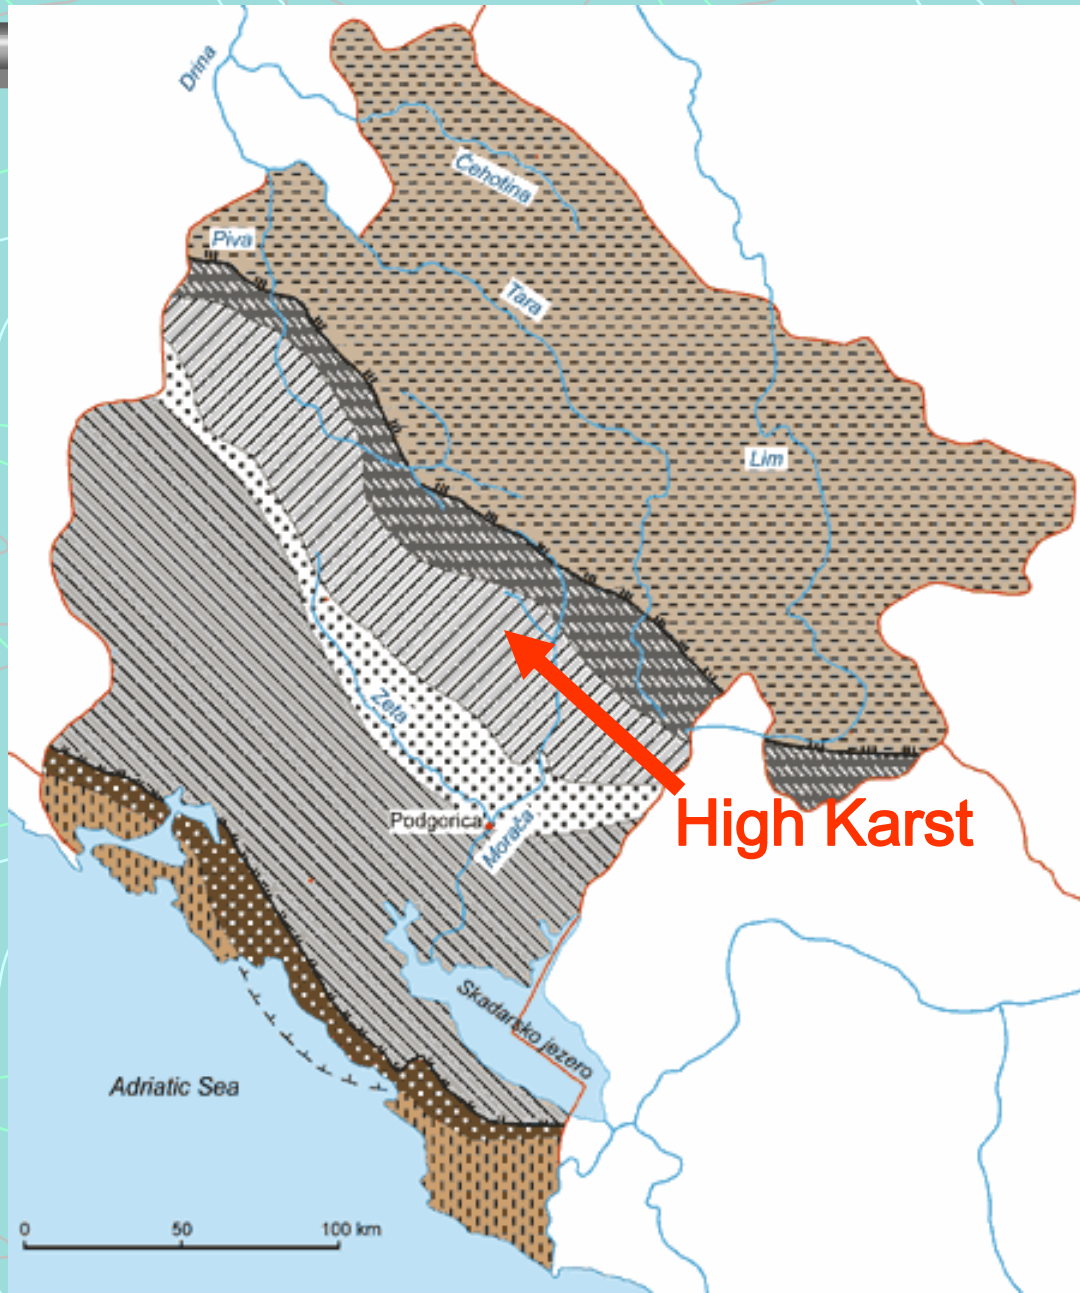 Drina
Ćehotina
Piva
Tara
Lim
Zeta
Podgorica
Morača
High Karst
Skadarsko jezero
Adriatic Sea
0 50 100 km